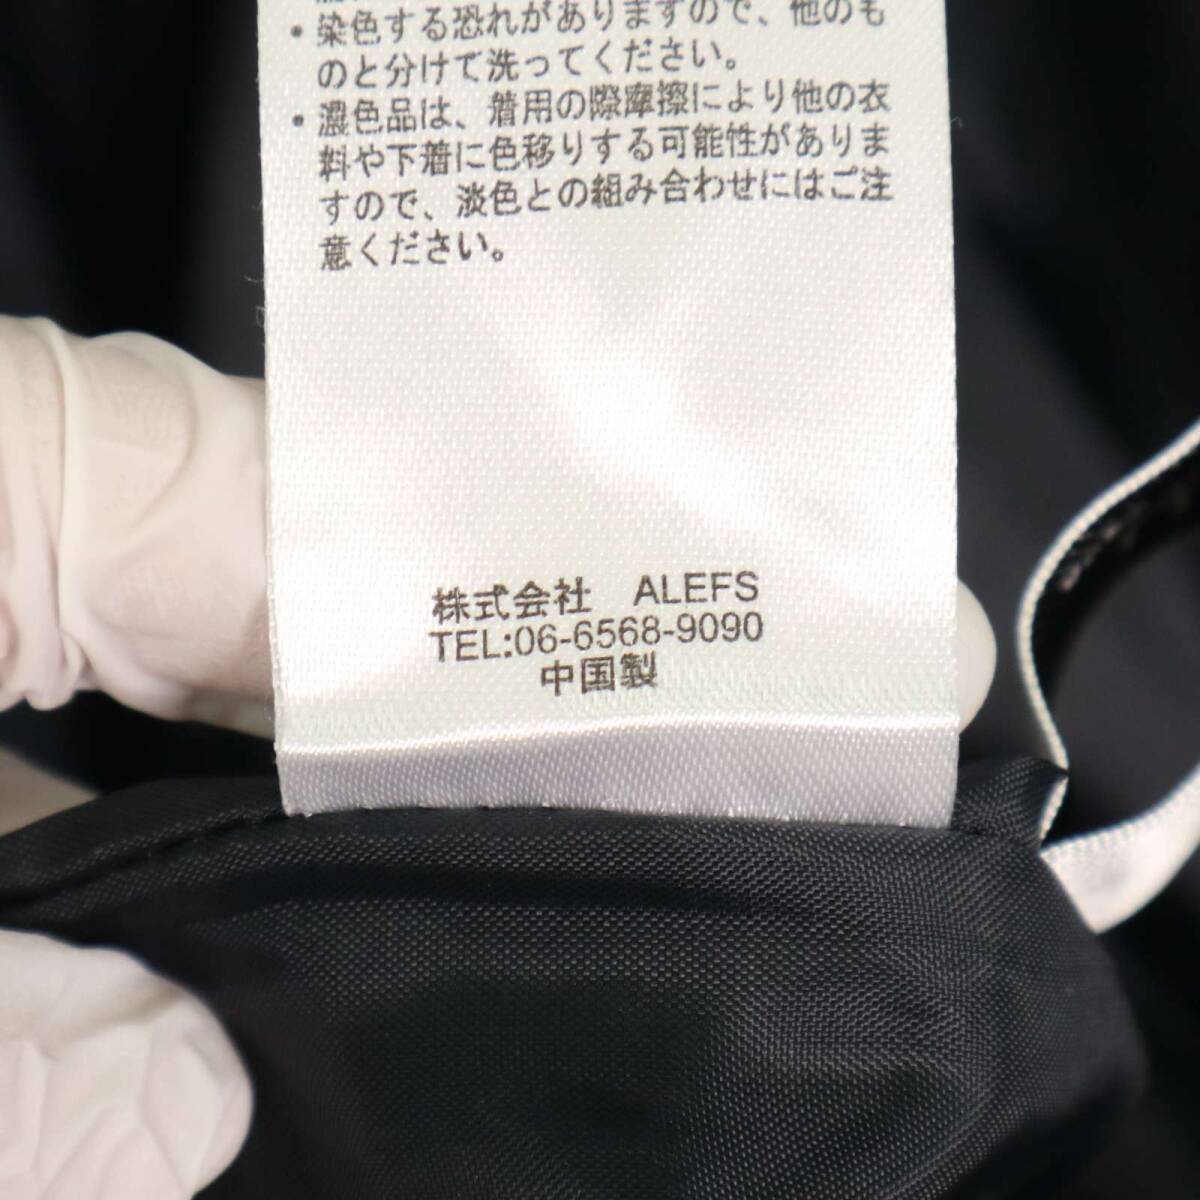 ・染色する恐れがありますので、他のも
のと分けて洗ってください。
・濃色品は、着用の際摩擦により他の衣
料や下着に色移りする可能性がありま
すので、淡色との組み合わせにはご注
意ください。
株式会社 ALEFS
TEL:06-6568-9090
中国製